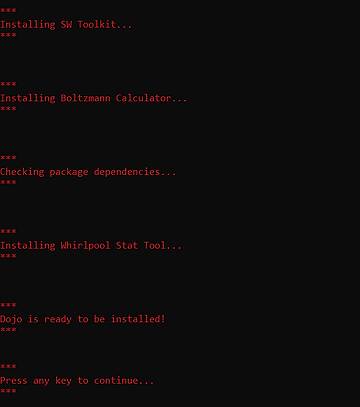 ***
Installing SW Toolkit...
***
***
Installing Boltzmann Calculator...
***
***
Checking package dependencies...
***
***
Installing Whirlpool Stat Tool...
***
***
Dojo is ready to be installed!
***
***
Press any key to continue...
***